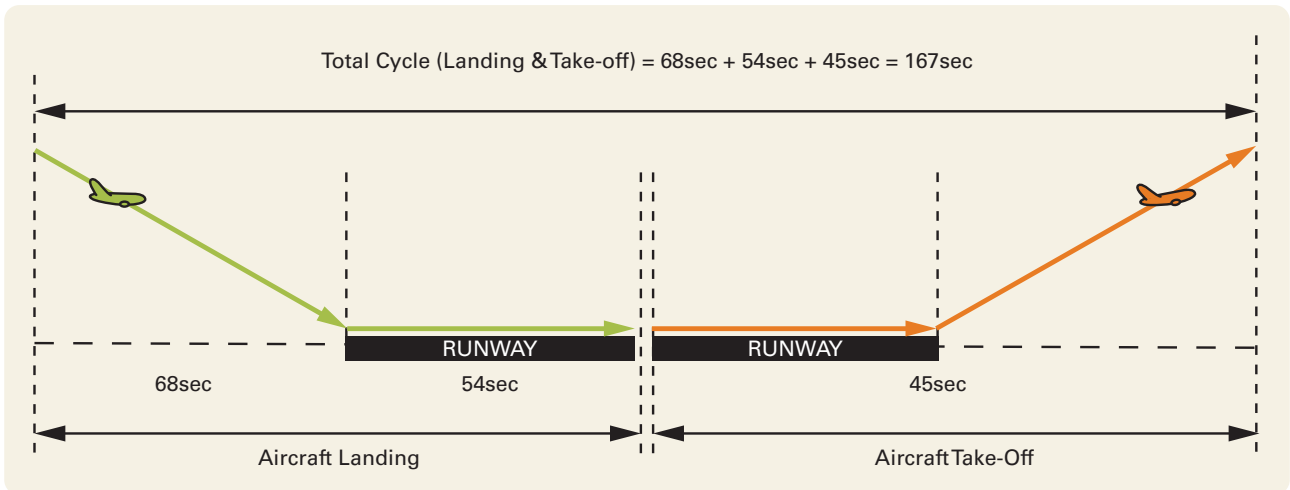 Total Cycle (Landing & Take-off) = 68sec + 54sec + 45sec = 167sec
RUNWAY
RUNWAY
68sec
54sec
45sec
Aircraft Landing
Aircraft Take-Off